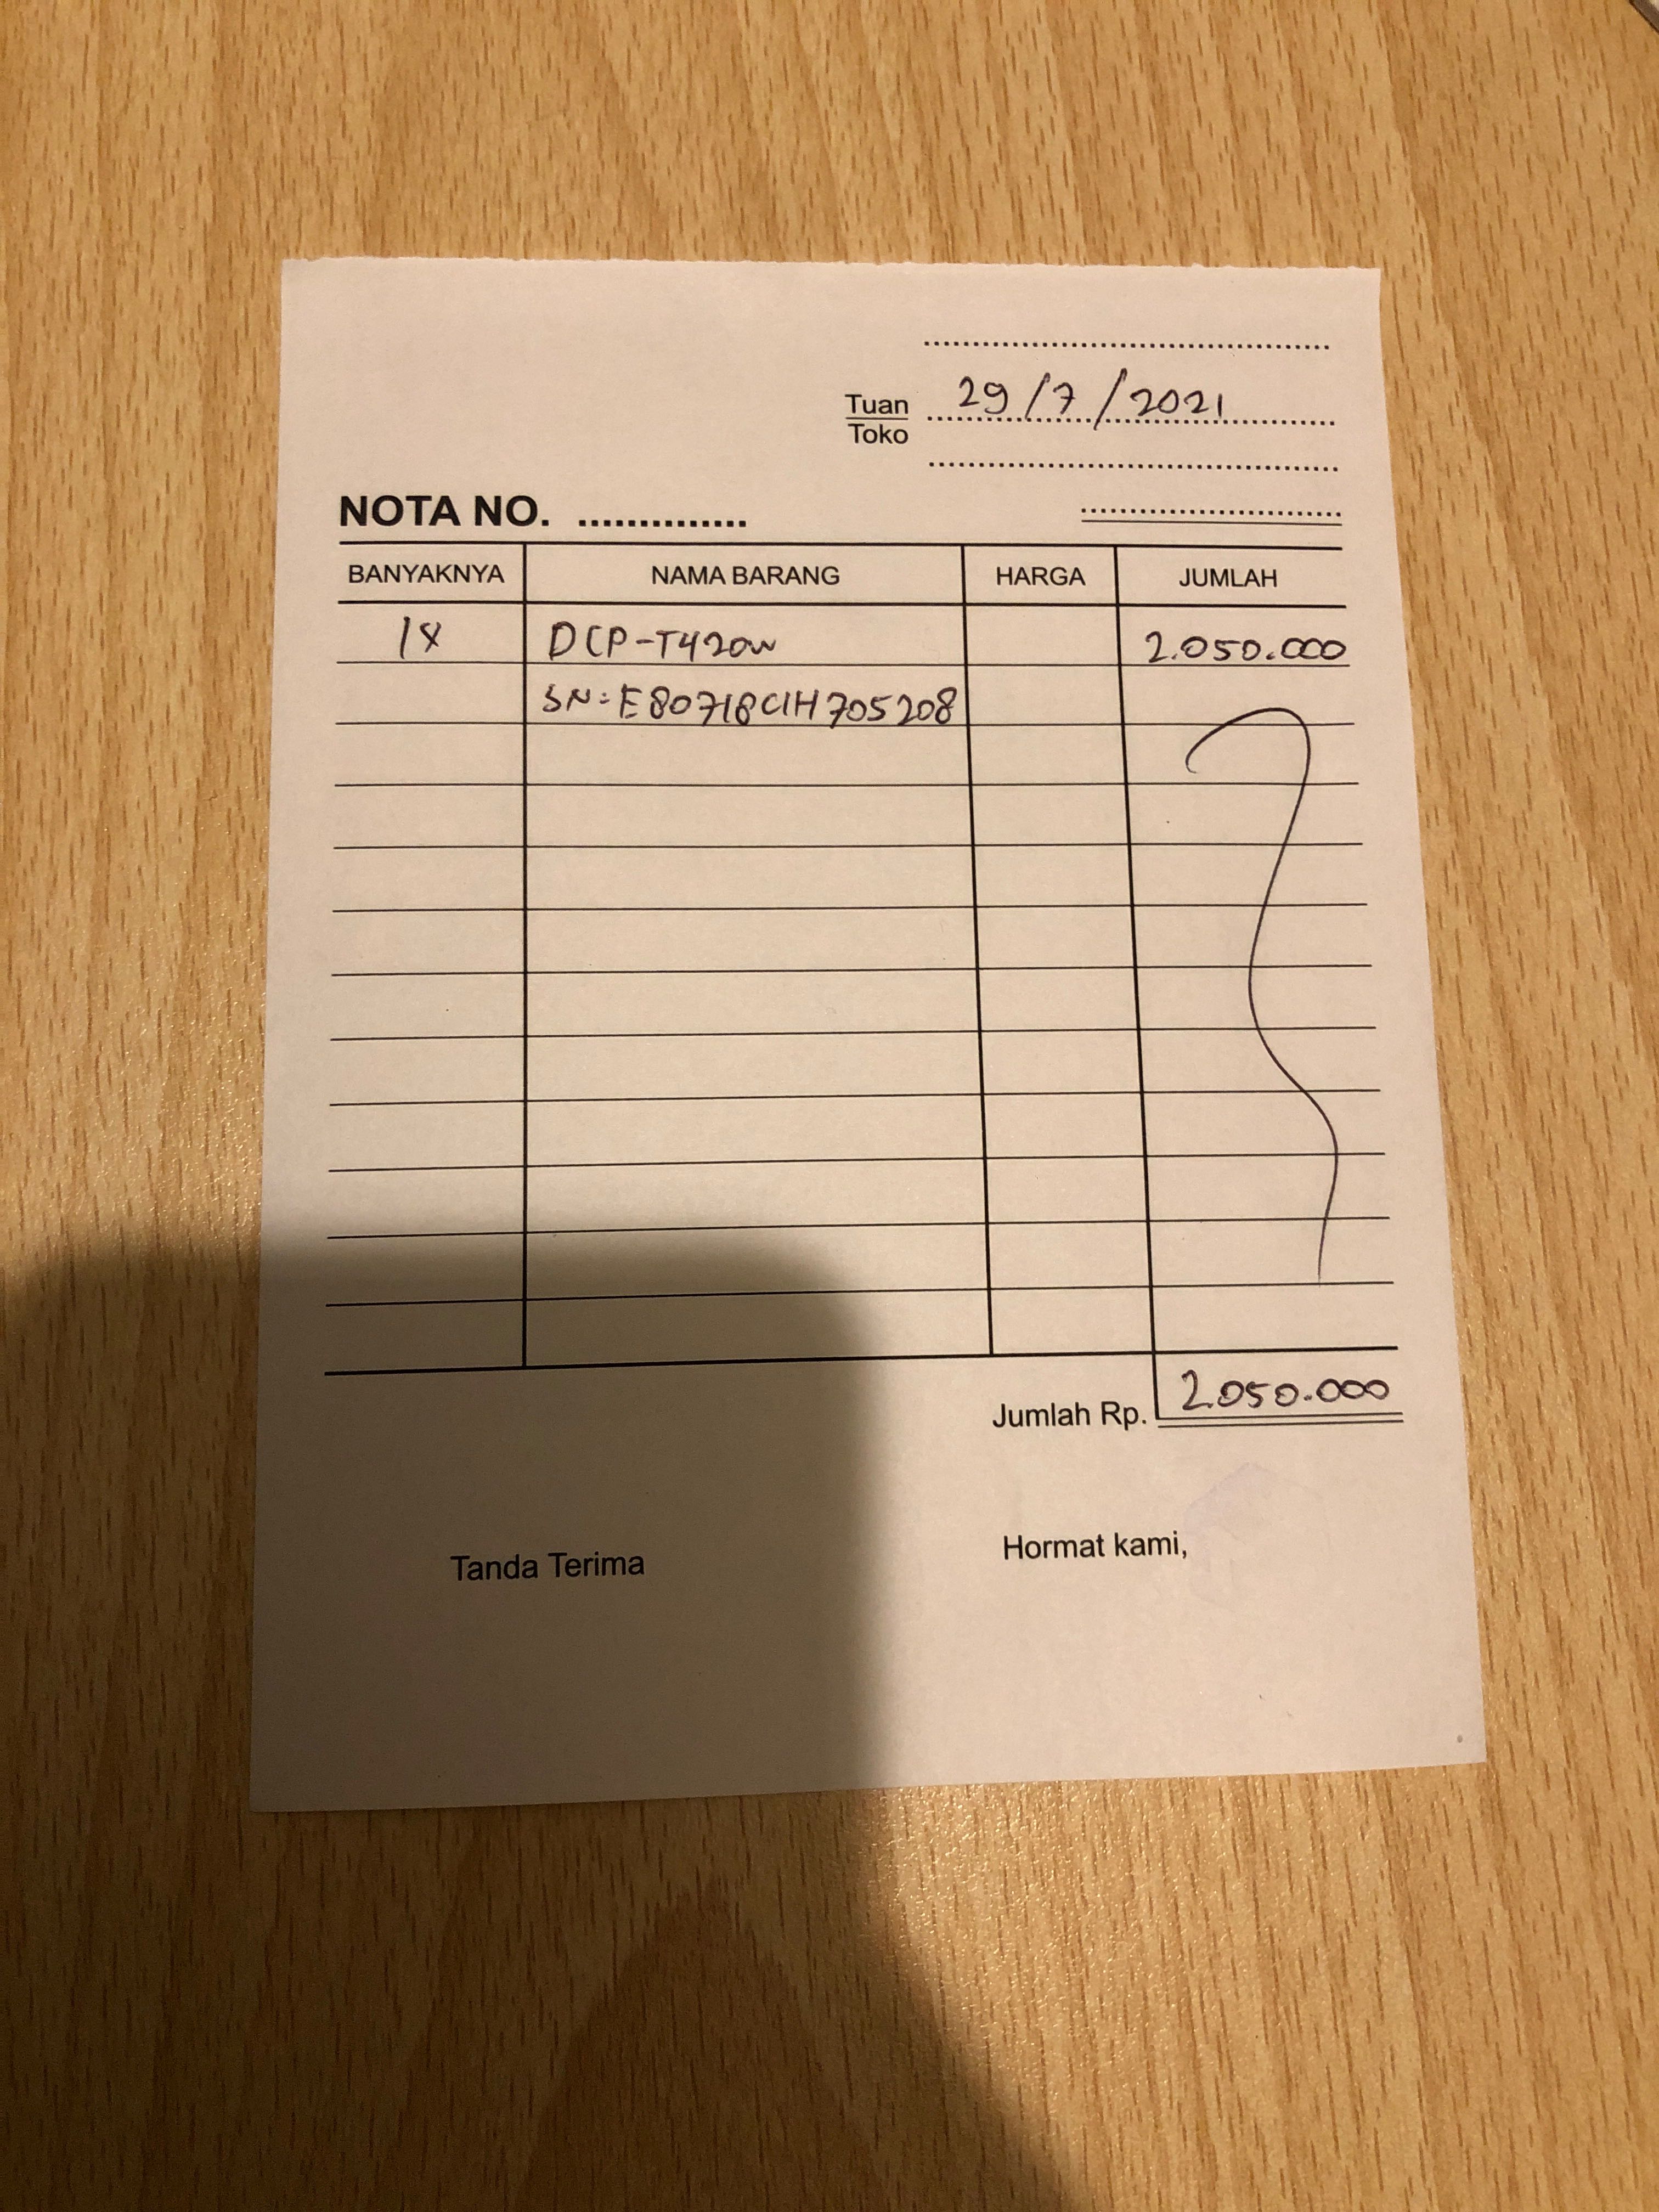 Tuan 29/7/2021
Toko
NOTA NO. ..............
BANYAKNYA NAMA BARANG HARGA JUMLAH
1X DCP-T420W 2.050.000
SN: E80718C1H705208
Jumlah Rp. 2.050.000
Tanda Terima Hormat kami,